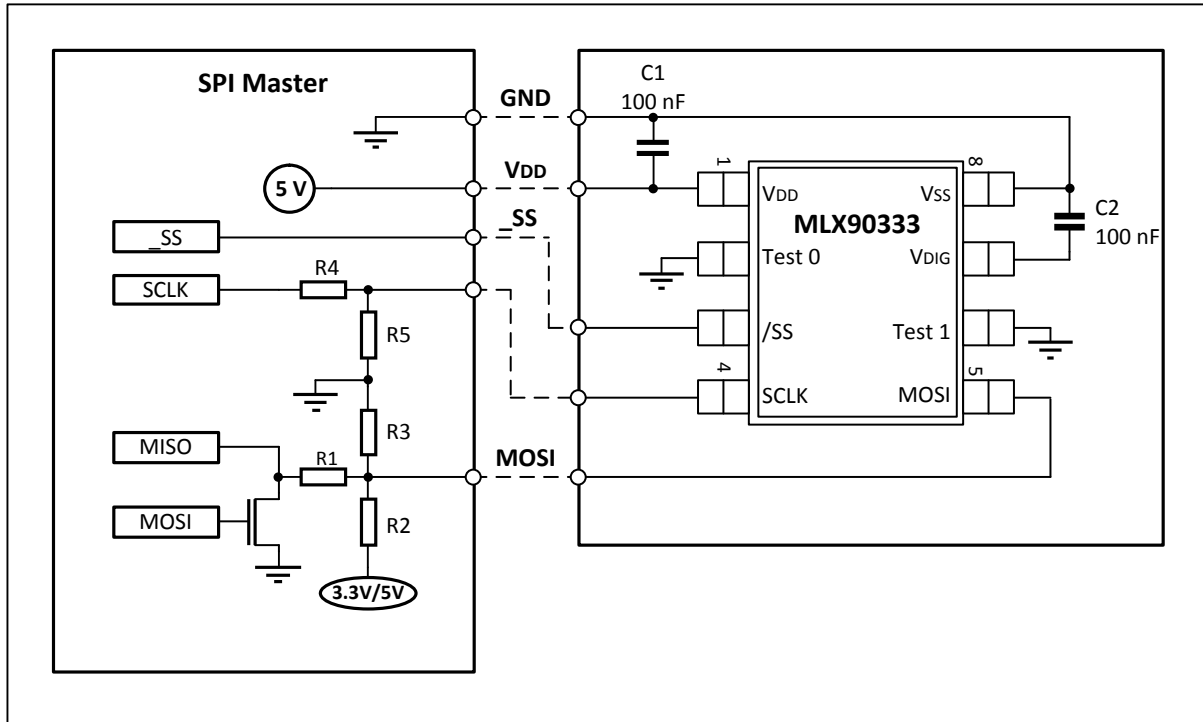 SPI Master
GND
5 V
VDD
_SS
_SS
SCLK
R4
R5
R3
MISO
R1
MOSI
MOSI
R2
3.3V/5V
C1
100 nF
1
8
VDD
VSS
MLX90333
C2
100 nF
Test 0
VDIG
/SS
Test 1
4
5
SCLK
MOSI